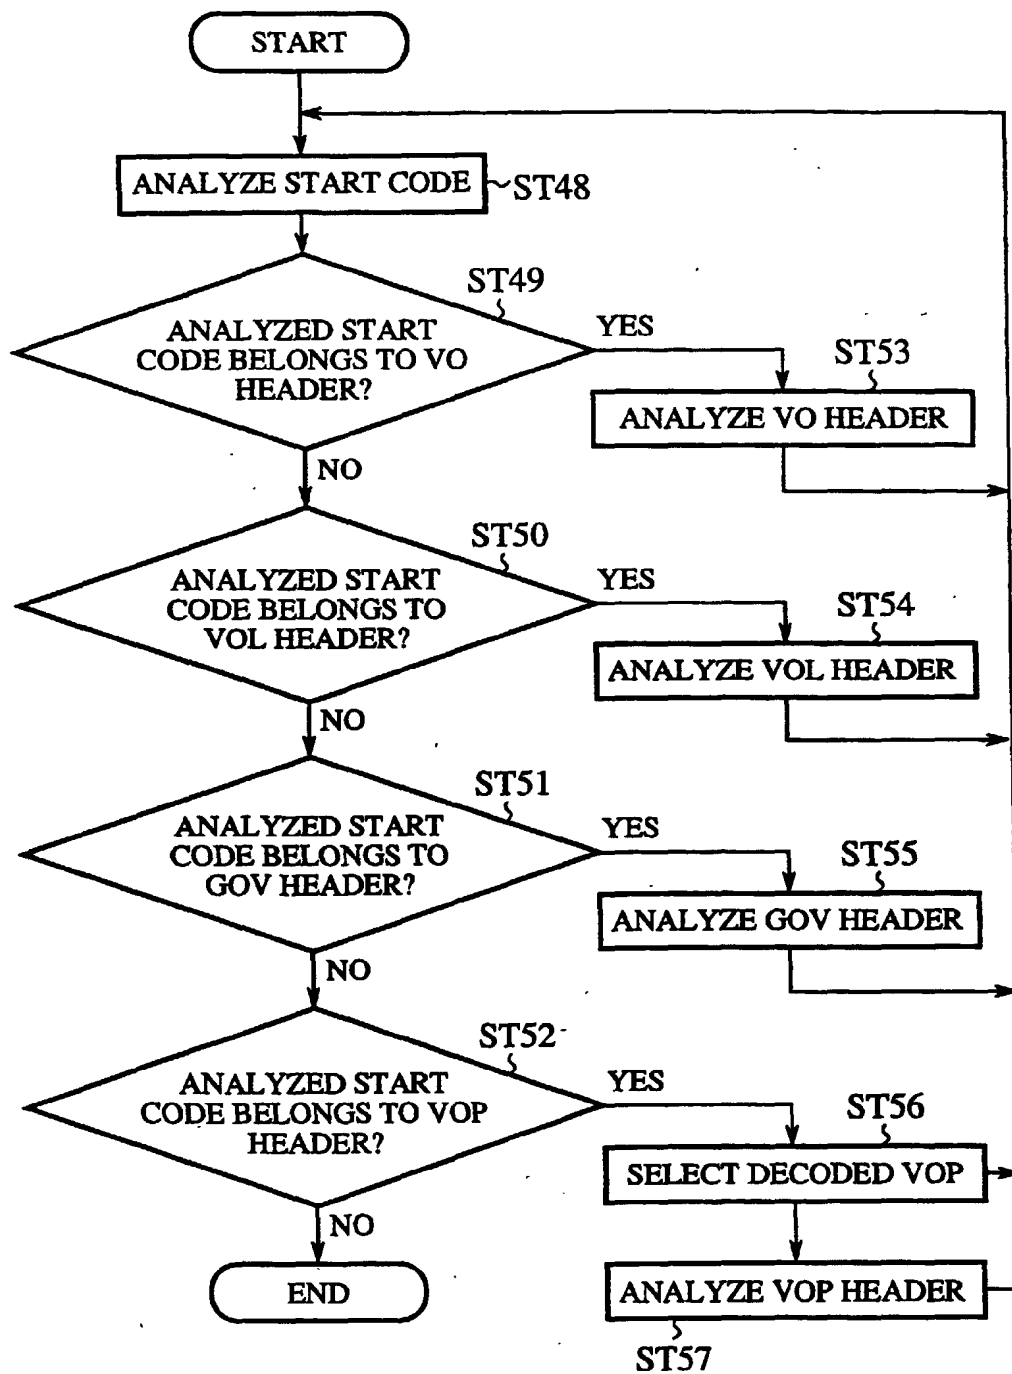 START
ANALYZE START CODE
ST48
ST49
ANALYZED START
CODE BELONGS TO VO
HEADER?
YES
ST53
ANALYZE VO HEADER
NO
ST50
ANALYZED START
CODE BELONGS TO
VOL HEADER?
YES
ST54
ANALYZE VOL HEADER
NO
ST51
ANALYZED START
CODE BELONGS TO
GOV HEADER?
YES
ST55
ANALYZE GOV HEADER
NO
ST52
ANALYZED START
CODE BELONGS TO VOP
HEADER?
YES
ST56
SELECT DECODED VOP
NO
END
ANALYZE VOP HEADER
ST57